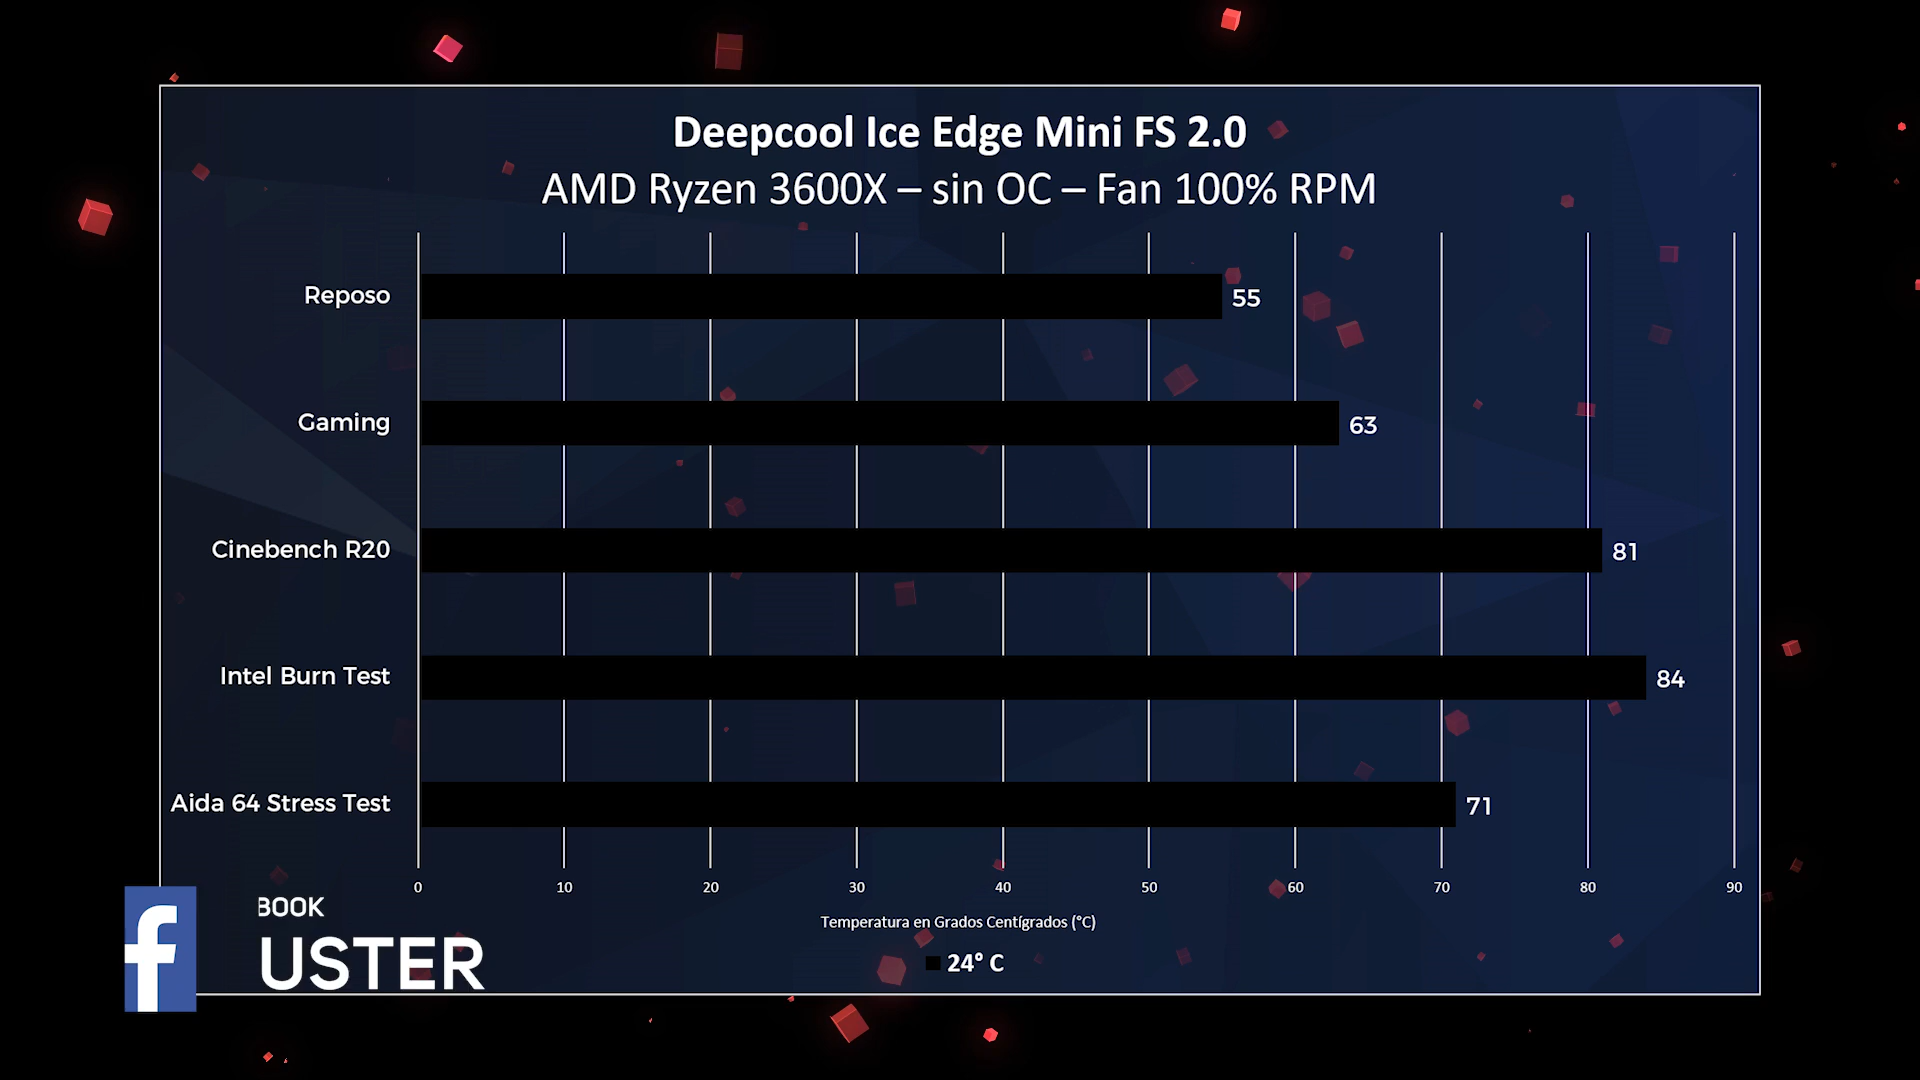 Deepcool Ice Edge Mini FS 2.0
AMD Ryzen 3600X – sin OC – Fan 100% RPM
Reposo
55
Gaming
63
Cinebench R20
81
Intel Burn Test
84
Aida 64 Stress Test
71
0 10 20 30 40 50 60 70 80 90
Temperatura en Grados Centígrados (°C)
24° C
f
BOOK
USTER